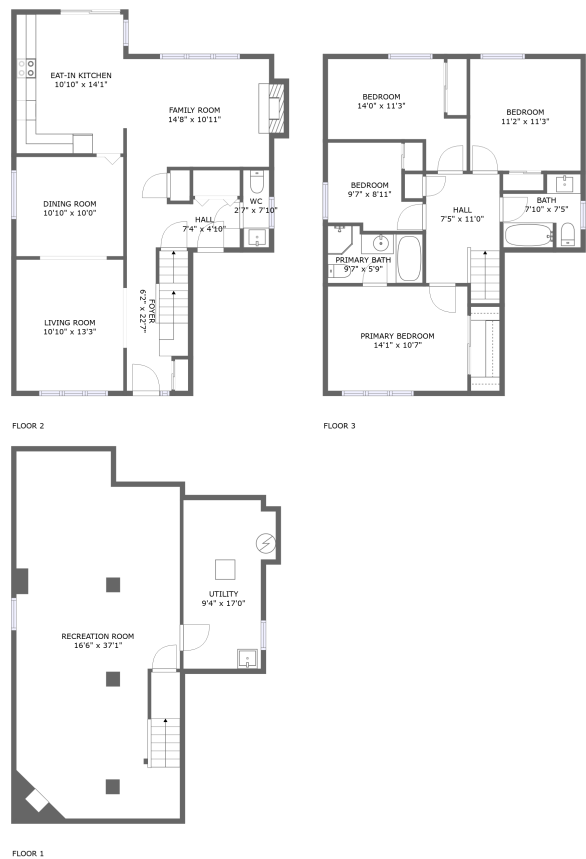 EAT-IN KITCHEN
10'10" x 14'1"
FAMILY ROOM
14'8" x 10'11"
DINING ROOM
10'10" x 10'0"
WC
2'7" x 7'10"
HALL
7'4" x 4'10"
FOYER
6'2" x 22'7"
LIVING ROOM
10'10" x 13'3"
FLOOR 2
BEDROOM
14'0" x 11'3"
BEDROOM
11'2" x 11'3"
BEDROOM
9'7" x 8'11"
HALL
7'5" x 11'0"
BATH
7'10" x 7'5"
PRIMARY BATH
9'7" x 5'9"
PRIMARY BEDROOM
14'1" x 10'7"
FLOOR 3
UTILITY
9'4" x 17'0"
RECREATION ROOM
16'6" x 37'1"
FLOOR 1